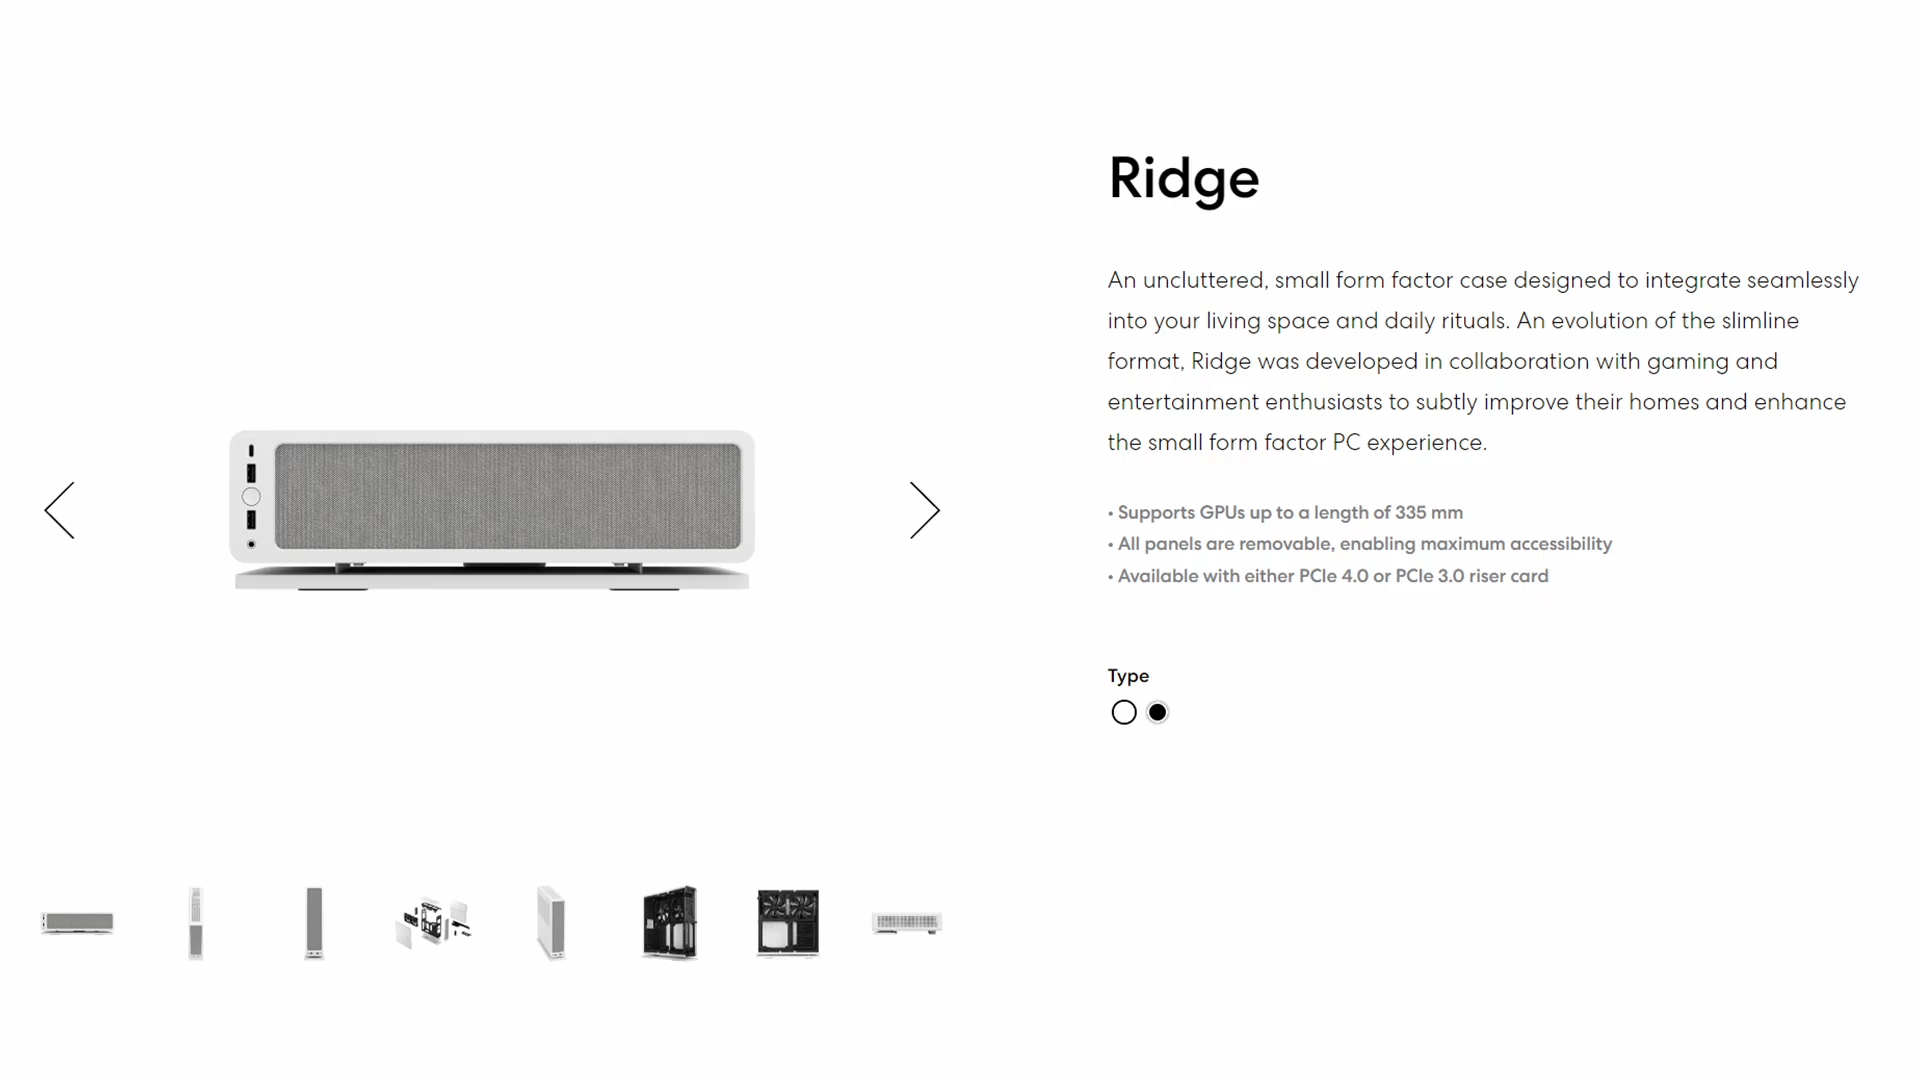 Ridge
An uncluttered, small form factor case designed to integrate seamlessly
into your living space and daily rituals. An evolution of the slimline
format, Ridge was developed in collaboration with gaming and
entertainment enthusiasts to subtly improve their homes and enhance
the small form factor PC experience.
• Supports GPUs up to a length of 335 mm
• All panels are removable, enabling maximum accessibility
• Available with either PCIe 4.0 or PCIe 3.0 riser card
Type